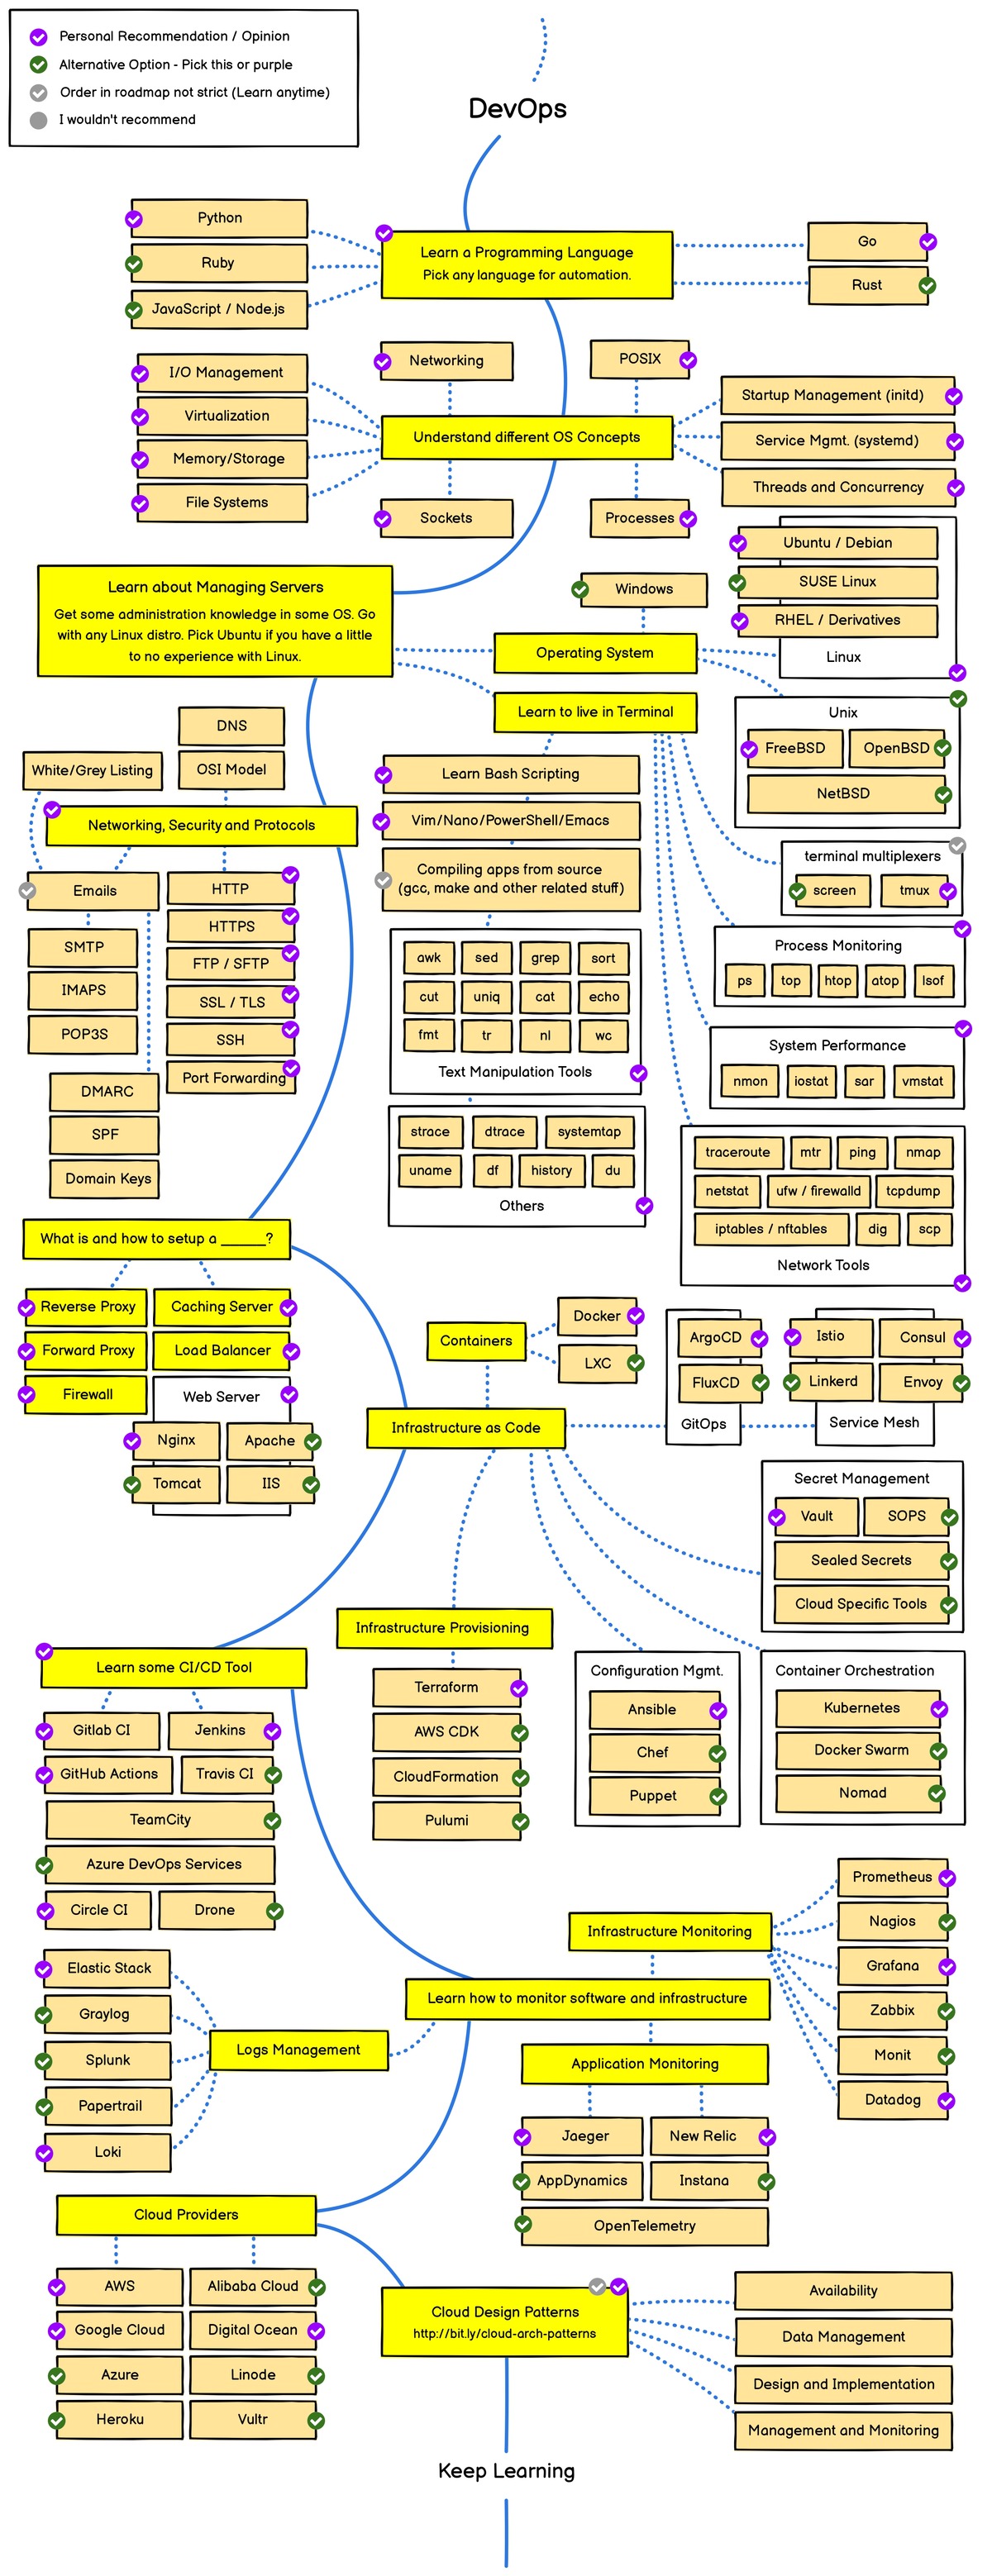 Personal Recommendation / Opinion
Alternative Option - Pick this or purple
Order in roadmap not strict (Learn anytime)
I wouldn't recommend
DevOps
Learn a Programming Language
Pick any language for automation.
Python
Ruby
JavaScript / Node.js
Go
Rust
I/O Management
Virtualization
Memory/Storage
File Systems
Networking
POSIX
Understand different OS Concepts
Sockets
Processes
Startup Management (initd)
Service Mgmt. (systemd)
Threads and Concurrency
Learn about Managing Servers
Get some administration knowledge in some OS. Go
with any Linux distro. Pick Ubuntu if you have a little
to no experience with Linux.
Windows
Operating System
Ubuntu / Debian
SUSE Linux
RHEL / Derivatives
Linux
Learn to live in Terminal
Unix
FreeBSD
OpenBSD
NetBSD
DNS
White/Grey Listing
OSI Model
Networking, Security and Protocols
Emails
SMTP
IMAPS
POP3S
DMARC
SPF
Domain Keys
HTTP
HTTPS
FTP / SFTP
SSL / TLS
SSH
Port Forwarding
Learn Bash Scripting
Vim/Nano/PowerShell/Emacs
Compiling apps from source
(gcc, make and other related stuff)
awk sed grep sort
cut uniq cat echo
fmt tr nl wc
Text Manipulation Tools
strace dtrace systemtap
uname df history du
Others
terminal multiplexers
screen tmux
Process Monitoring
ps top htop atop lsof
System Performance
nmon iostat sar vmstat
traceroute mtr ping nmap
netstat ufw / firewalld tcpdump
iptables / nftables dig scp
Network Tools
What is and how to setup a ______?
Reverse Proxy
Caching Server
Forward Proxy
Load Balancer
Firewall
Web Server
Nginx
Apache
Tomcat
IIS
Containers
Docker
LXC
Infrastructure as Code
ArgoCD
FluxCD
GitOps
Istio
Consul
Linkerd
Envoy
Service Mesh
Secret Management
Vault
SOPS
Sealed Secrets
Cloud Specific Tools
Infrastructure Provisioning
Terraform
AWS CDK
CloudFormation
Pulumi
Configuration Mgmt.
Ansible
Chef
Puppet
Container Orchestration
Kubernetes
Docker Swarm
Nomad
Learn some CI/CD Tool
Gitlab CI
Jenkins
GitHub Actions
Travis CI
TeamCity
Azure DevOps Services
Circle CI
Drone
Infrastructure Monitoring
Prometheus
Nagios
Grafana
Zabbix
Monit
Datadog
Learn how to monitor software and infrastructure
Elastic Stack
Graylog
Splunk
Papertrail
Loki
Logs Management
Application Monitoring
Jaeger
New Relic
AppDynamics
Instana
OpenTelemetry
Cloud Providers
AWS
Alibaba Cloud
Google Cloud
Digital Ocean
Azure
Linode
Heroku
Vultr
Cloud Design Patterns
http://bit.ly/cloud-arch-patterns
Availability
Data Management
Design and Implementation
Management and Monitoring
Keep Learning